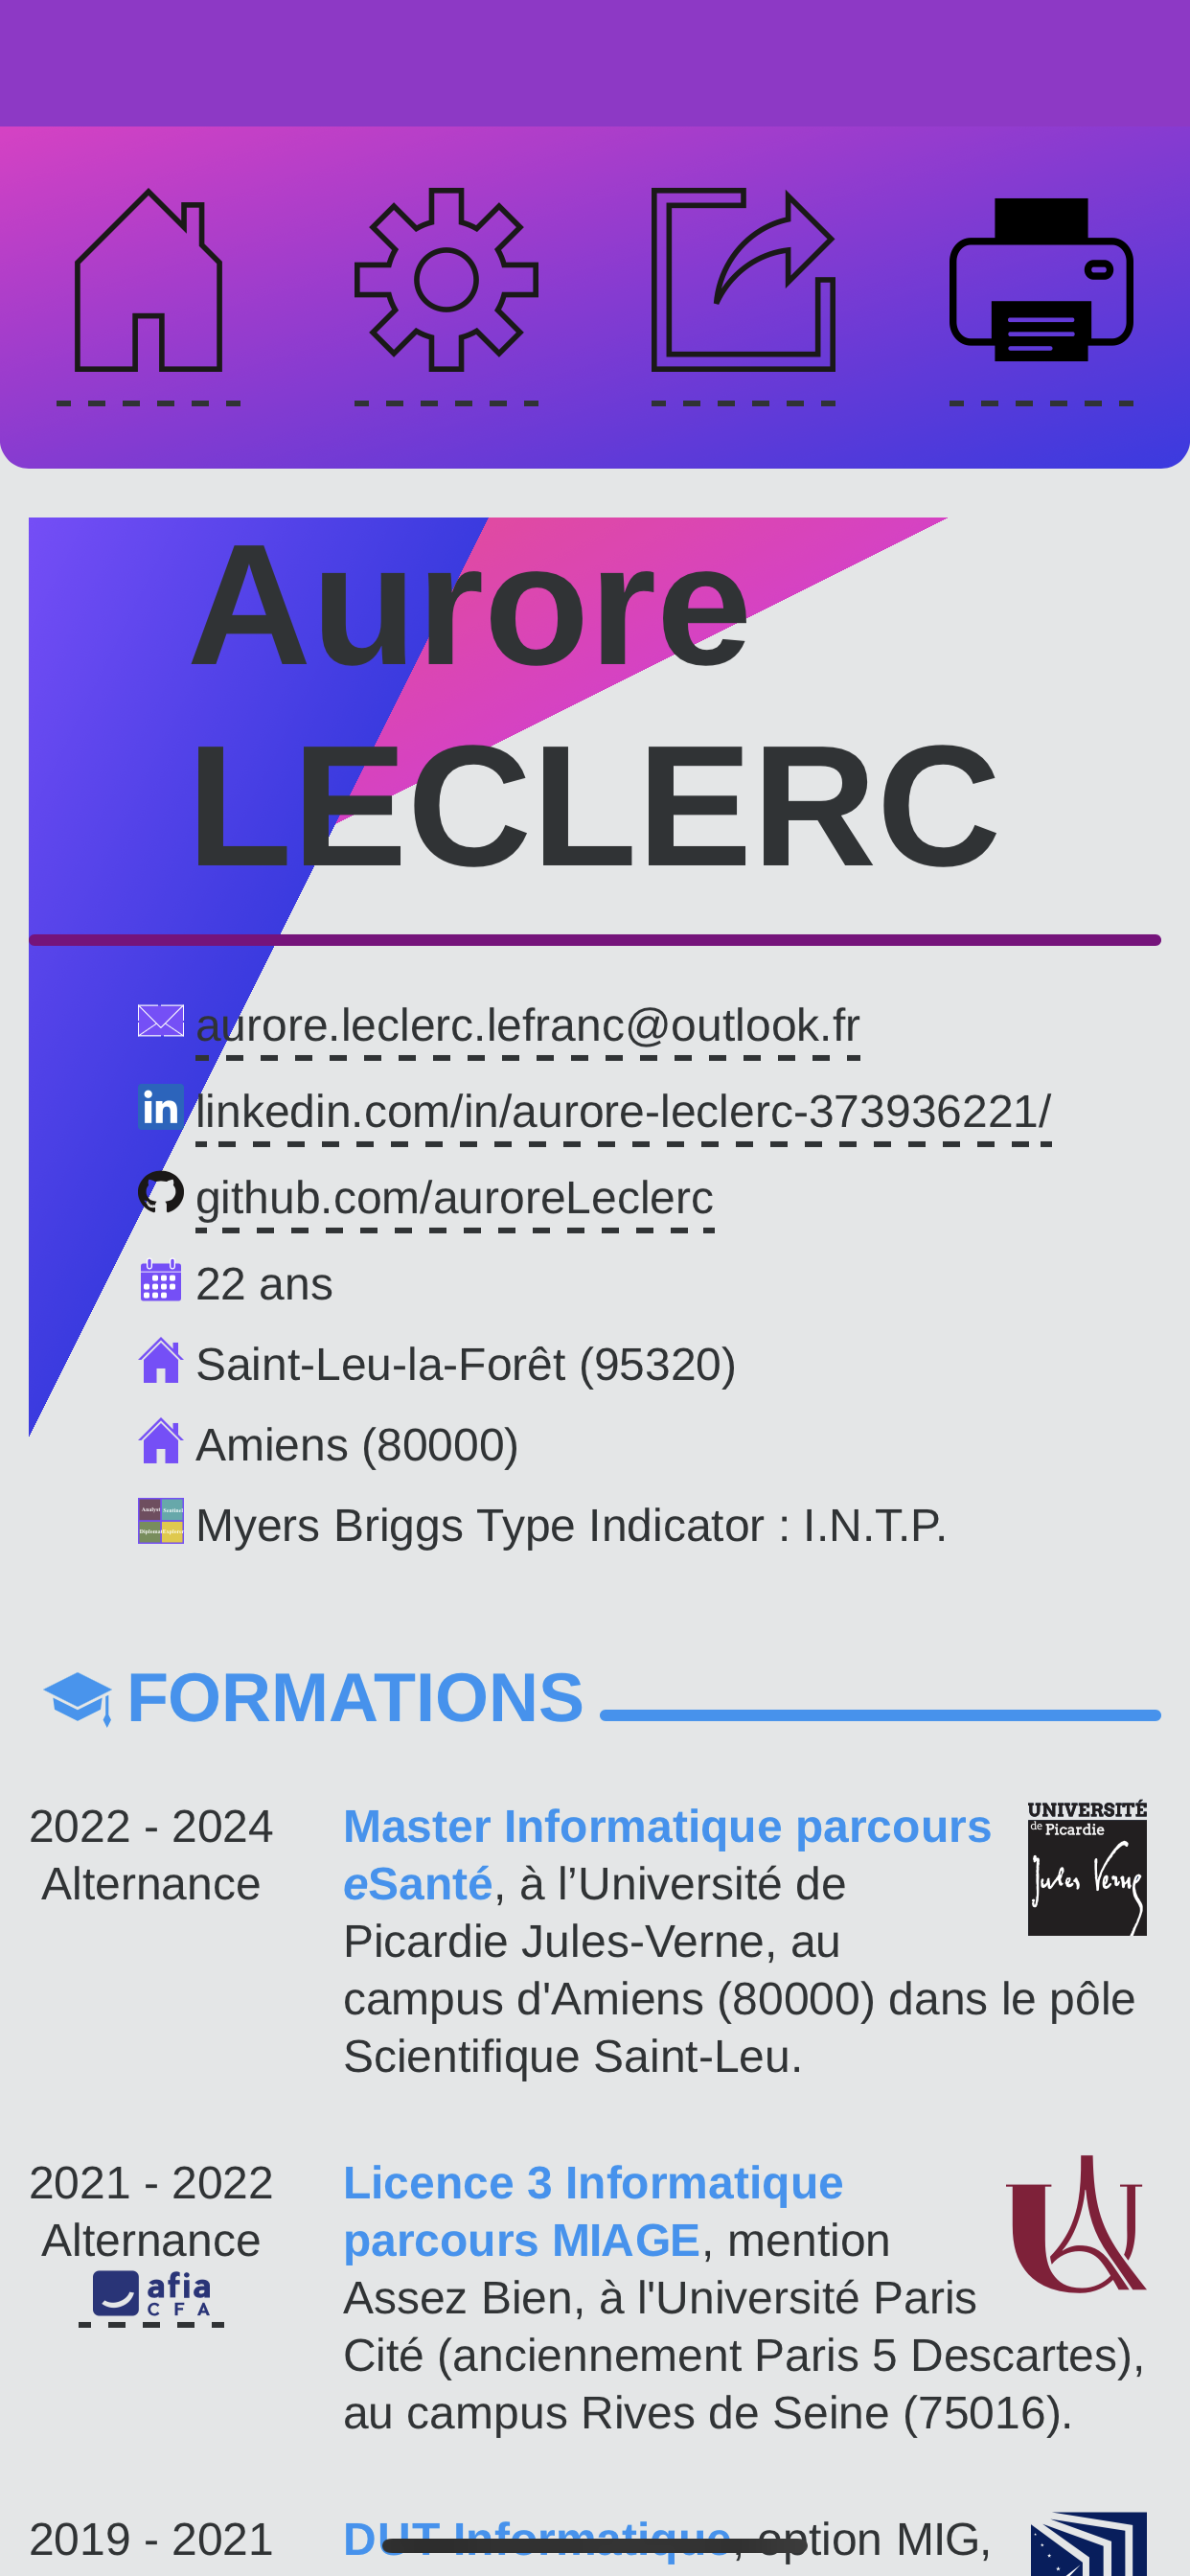 Aurore
LECLERC
aurore.leclerc.lefranc@outlook.fr
linkedin.com/in/aurore-leclerc-373936221/
github.com/auroreLeclerc
22 ans
Saint-Leu-la-Forêt (95320)
Amiens (80000)
Analyst Sentinel
Diplomat Explorer
Myers Briggs Type Indicator : I.N.T.P.
FORMATIONS
2022 - 2024
Alternance
Master Informatique parcours
eSanté, à l’Université de
Picardie Jules-Verne, au
campus d'Amiens (80000) dans le pôle
Scientifique Saint-Leu.
UNIVERSITÉ
de Picardie
Jules Verne
2021 - 2022
Alternance
afia
CFA
Licence 3 Informatique
parcours MIAGE, mention
Assez Bien, à l'Université Paris
Cité (anciennement Paris 5 Descartes),
au campus Rives de Seine (75016).
2019 - 2021
DUT Informatique, option MIG,